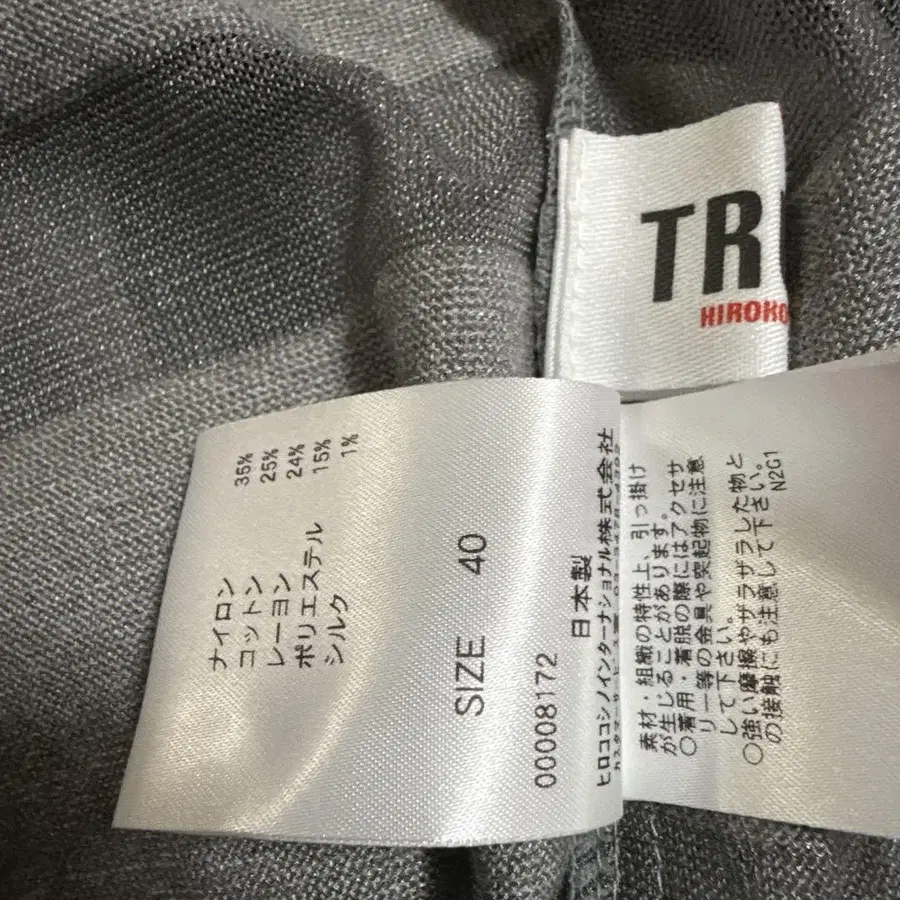 TR
HIROKO
ナイロン 35%
コットン 25%
レーヨン 24%
ポリエステル 15%
シルク 1%
SIZE 40
00008172 日本製
ヒロココシノインターナショナル株式会社
素材・組織の特性上、引っ掛け
が生じることがあります。
○着用・着脱の際にはアクセサ
リー等の金具や突起物に注意
して下さい。
○強い摩擦やザラザラした物と
の接触にも注意して下さい。
N2G1